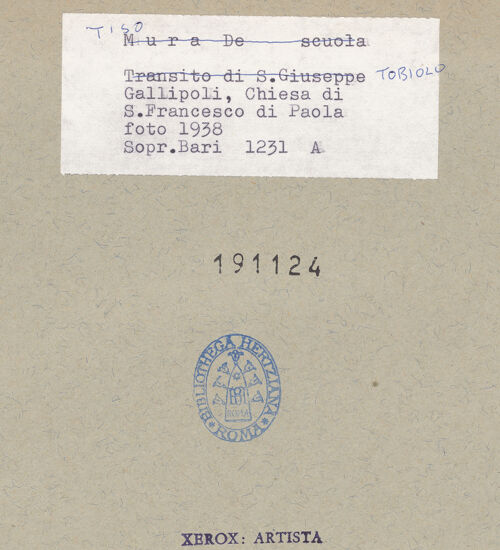 TISO
M u r a  De      scuola
Transito di S.Giuseppe TOBIOLO
Gallipoli, Chiesa di
S.Francesco di Paola
foto 1938
Sopr.Bari  1231  A
191124
BIBLIOTHECA HERTZIANA
ROMA
ROMA
XEROX: ARTISTA